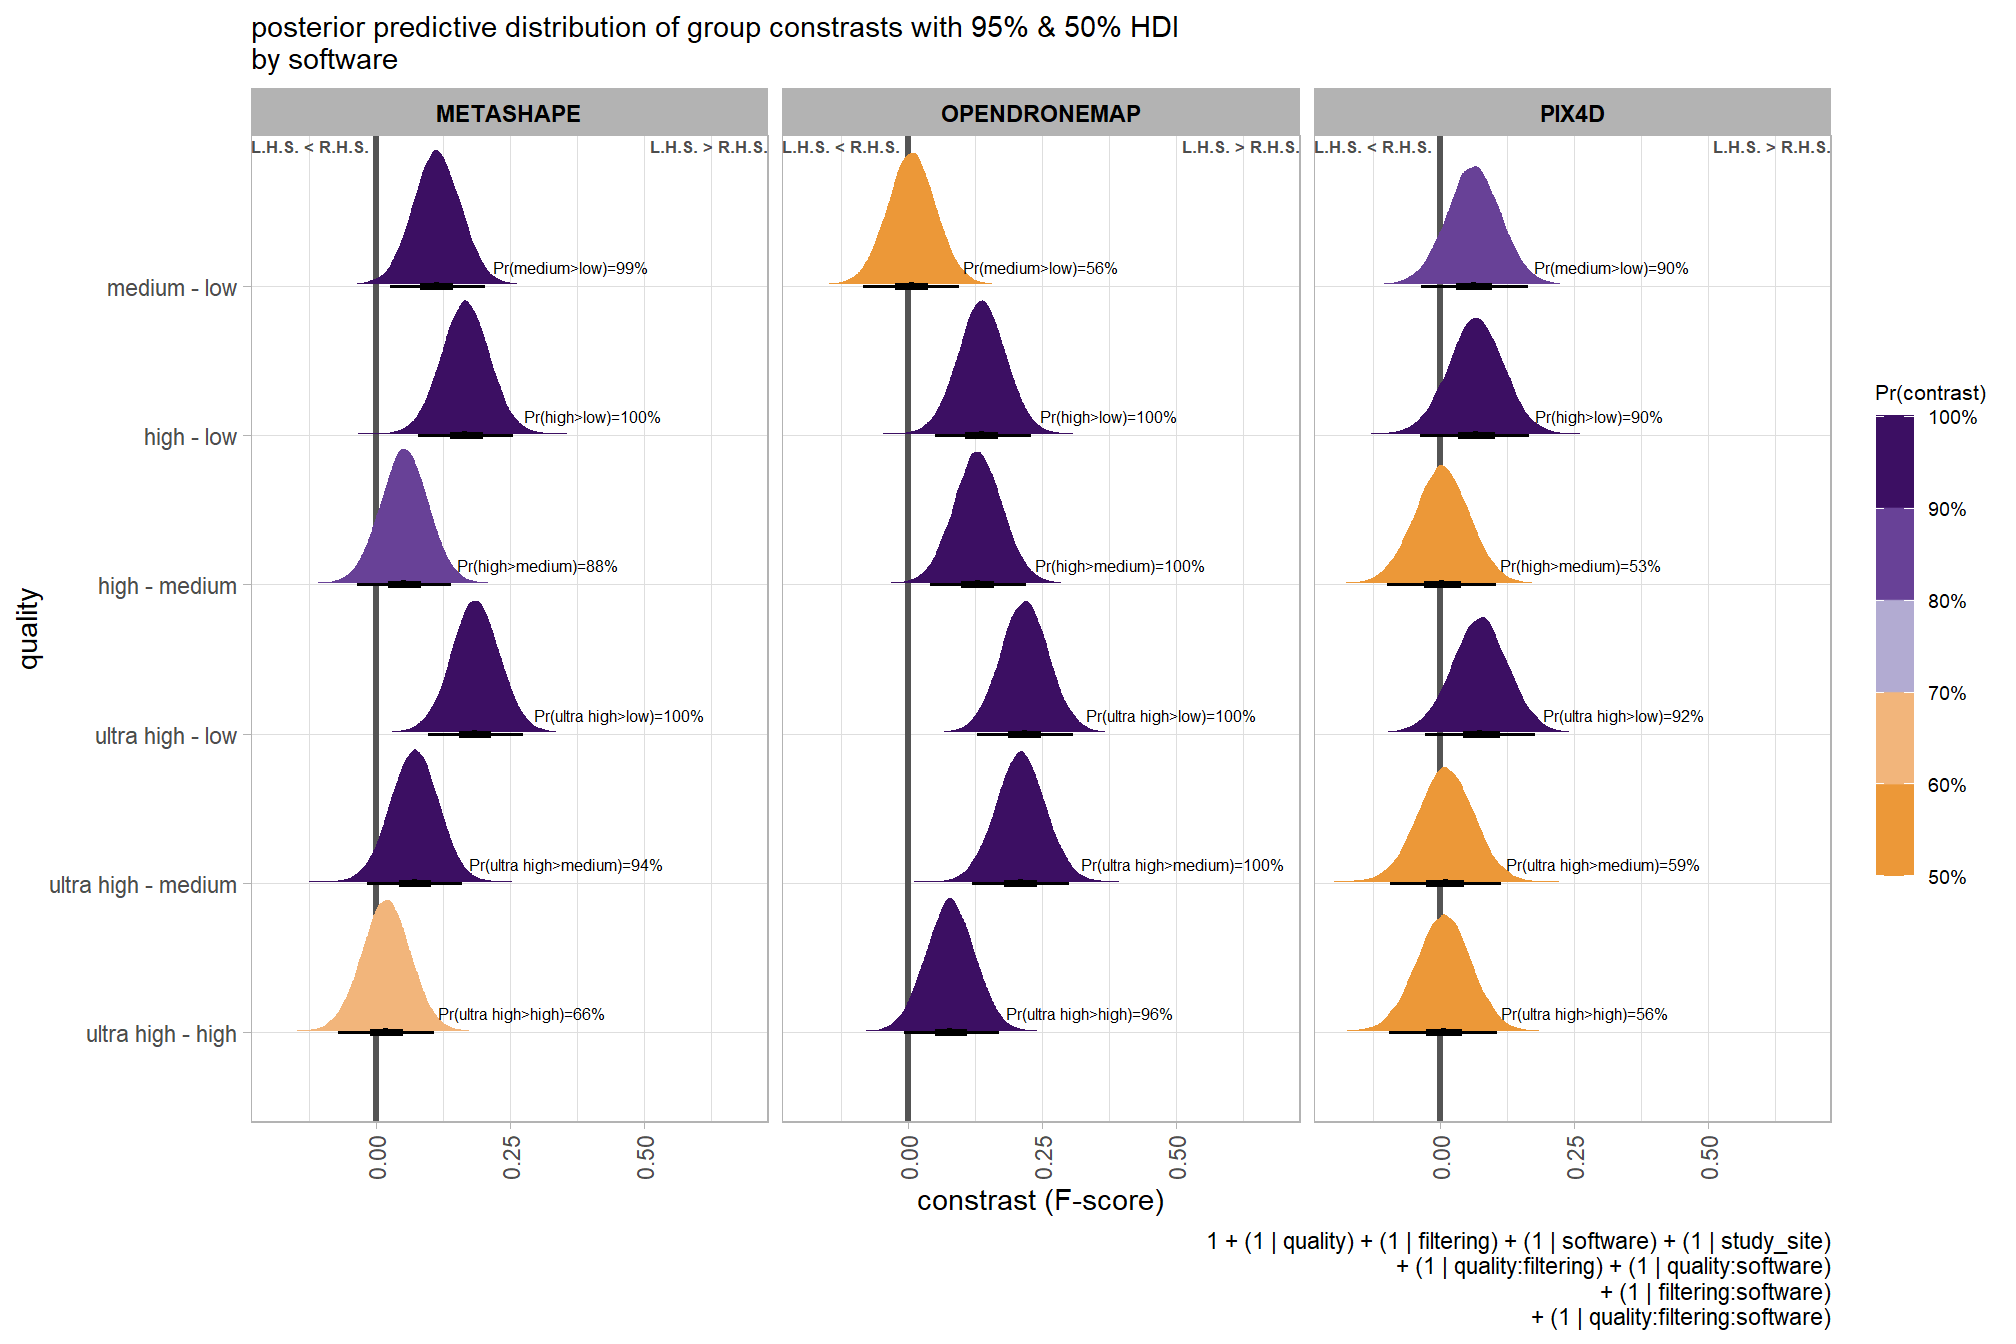 posterior predictive distribution of group constrasts with 95% & 50% HDI
by software
METASHAPE
OPENDRONEMAP
PIX4D
L.H.S. < R.H.S.
L.H.S. > R.H.S.
L.H.S. < R.H.S.
L.H.S. > R.H.S.
L.H.S. < R.H.S.
L.H.S. > R.H.S.
quality
medium - low
Pr(medium>low)=99%
Pr(medium>low)=56%
Pr(medium>low)=90%
high - low
Pr(high>low)=100%
Pr(high>low)=100%
Pr(high>low)=90%
high - medium
Pr(high>medium)=88%
Pr(high>medium)=100%
Pr(high>medium)=53%
ultra high - low
Pr(ultra high>low)=100%
Pr(ultra high>low)=100%
Pr(ultra high>low)=92%
ultra high - medium
Pr(ultra high>medium)=94%
Pr(ultra high>medium)=100%
Pr(ultra high>medium)=59%
ultra high - high
Pr(ultra high>high)=66%
Pr(ultra high>high)=96%
Pr(ultra high>high)=56%
0.00
0.25
0.50
0.00
0.25
0.50
0.00
0.25
0.50
constrast (F-score)
Pr(contrast)
100%
90%
80%
70%
60%
50%
1 + (1 | quality) + (1 | filtering) + (1 | software) + (1 | study_site)
+ (1 | quality:filtering) + (1 | quality:software)
+ (1 | filtering:software)
+ (1 | quality:filtering:software)